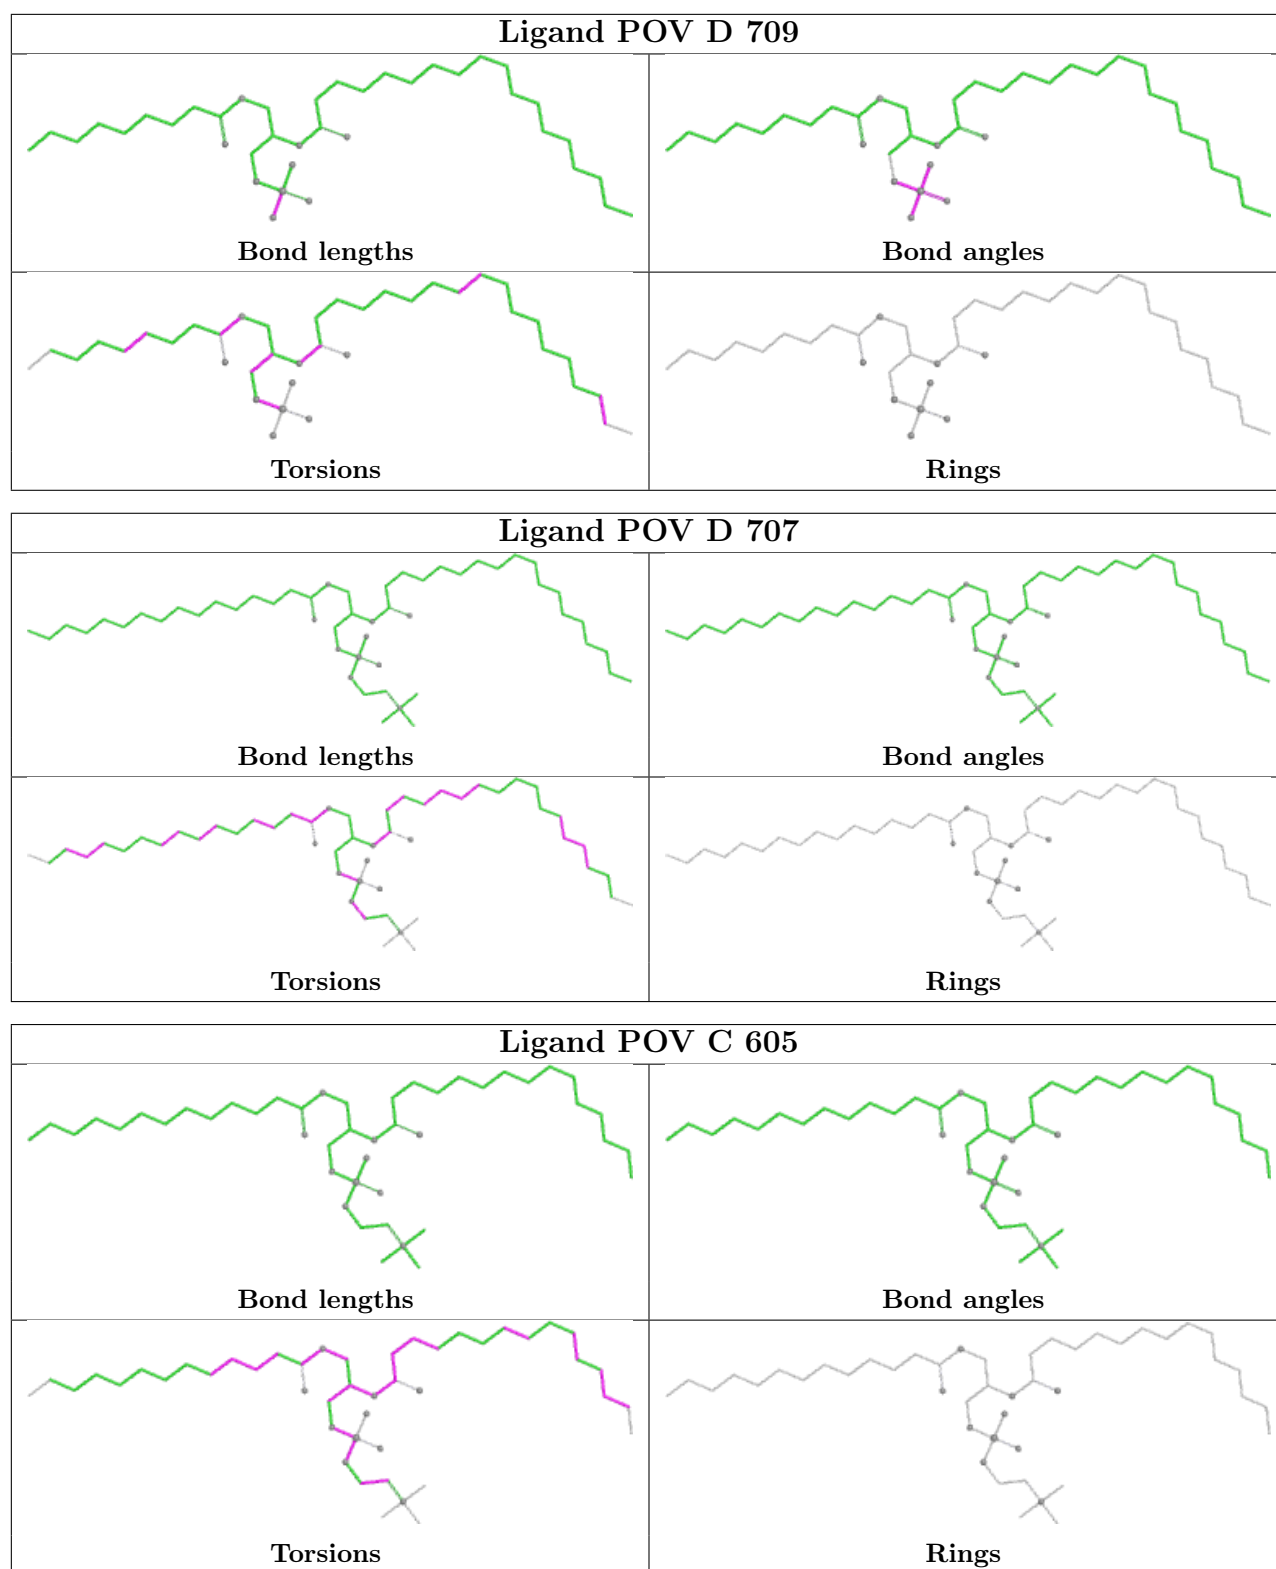 Ligand POV D 709
Bond lengths
Bond angles
Torsions
Rings
Ligand POV D 707
Bond lengths
Bond angles
Torsions
Rings
Ligand POV C 605
Bond lengths
Bond angles
Torsions
Rings